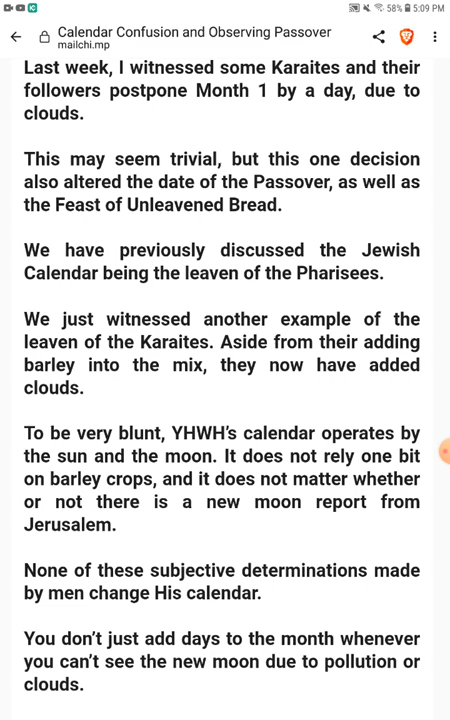 58% 5:09 PM
Calendar Confusion and Observing Passover
mailchi.mp
Last week, I witnessed some Karaites and their
followers postpone Month 1 by a day, due to
clouds.
This may seem trivial, but this one decision
also altered the date of the Passover, as well as
the Feast of Unleavened Bread.
We have previously discussed the Jewish
Calendar being the leaven of the Pharisees.
We just witnessed another example of the
leaven of the Karaites. Aside from their adding
barley into the mix, they now have added
clouds.
To be very blunt, YHWH’s calendar operates by
the sun and the moon. It does not rely one bit
on barley crops, and it does not matter whether
or not there is a new moon report from
Jerusalem.
None of these subjective determinations made
by men change His calendar.
You don’t just add days to the month whenever
you can’t see the new moon due to pollution or
clouds.